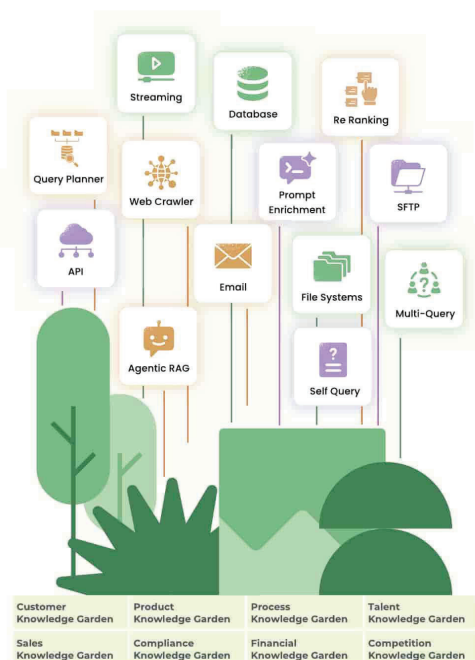 Streaming
Database
Re Ranking
Query Planner
Web Crawler
Prompt
Enrichment
SFTP
API
Email
File Systems
Multi-Query
Agentic RAG
Self Query
Customer
Knowledge Garden
Product
Knowledge Garden
Process
Knowledge Garden
Talent
Knowledge Garden
Sales
Knowledge Garden
Compliance
Knowledge Garden
Financial
Knowledge Garden
Competition
Knowledge Garden